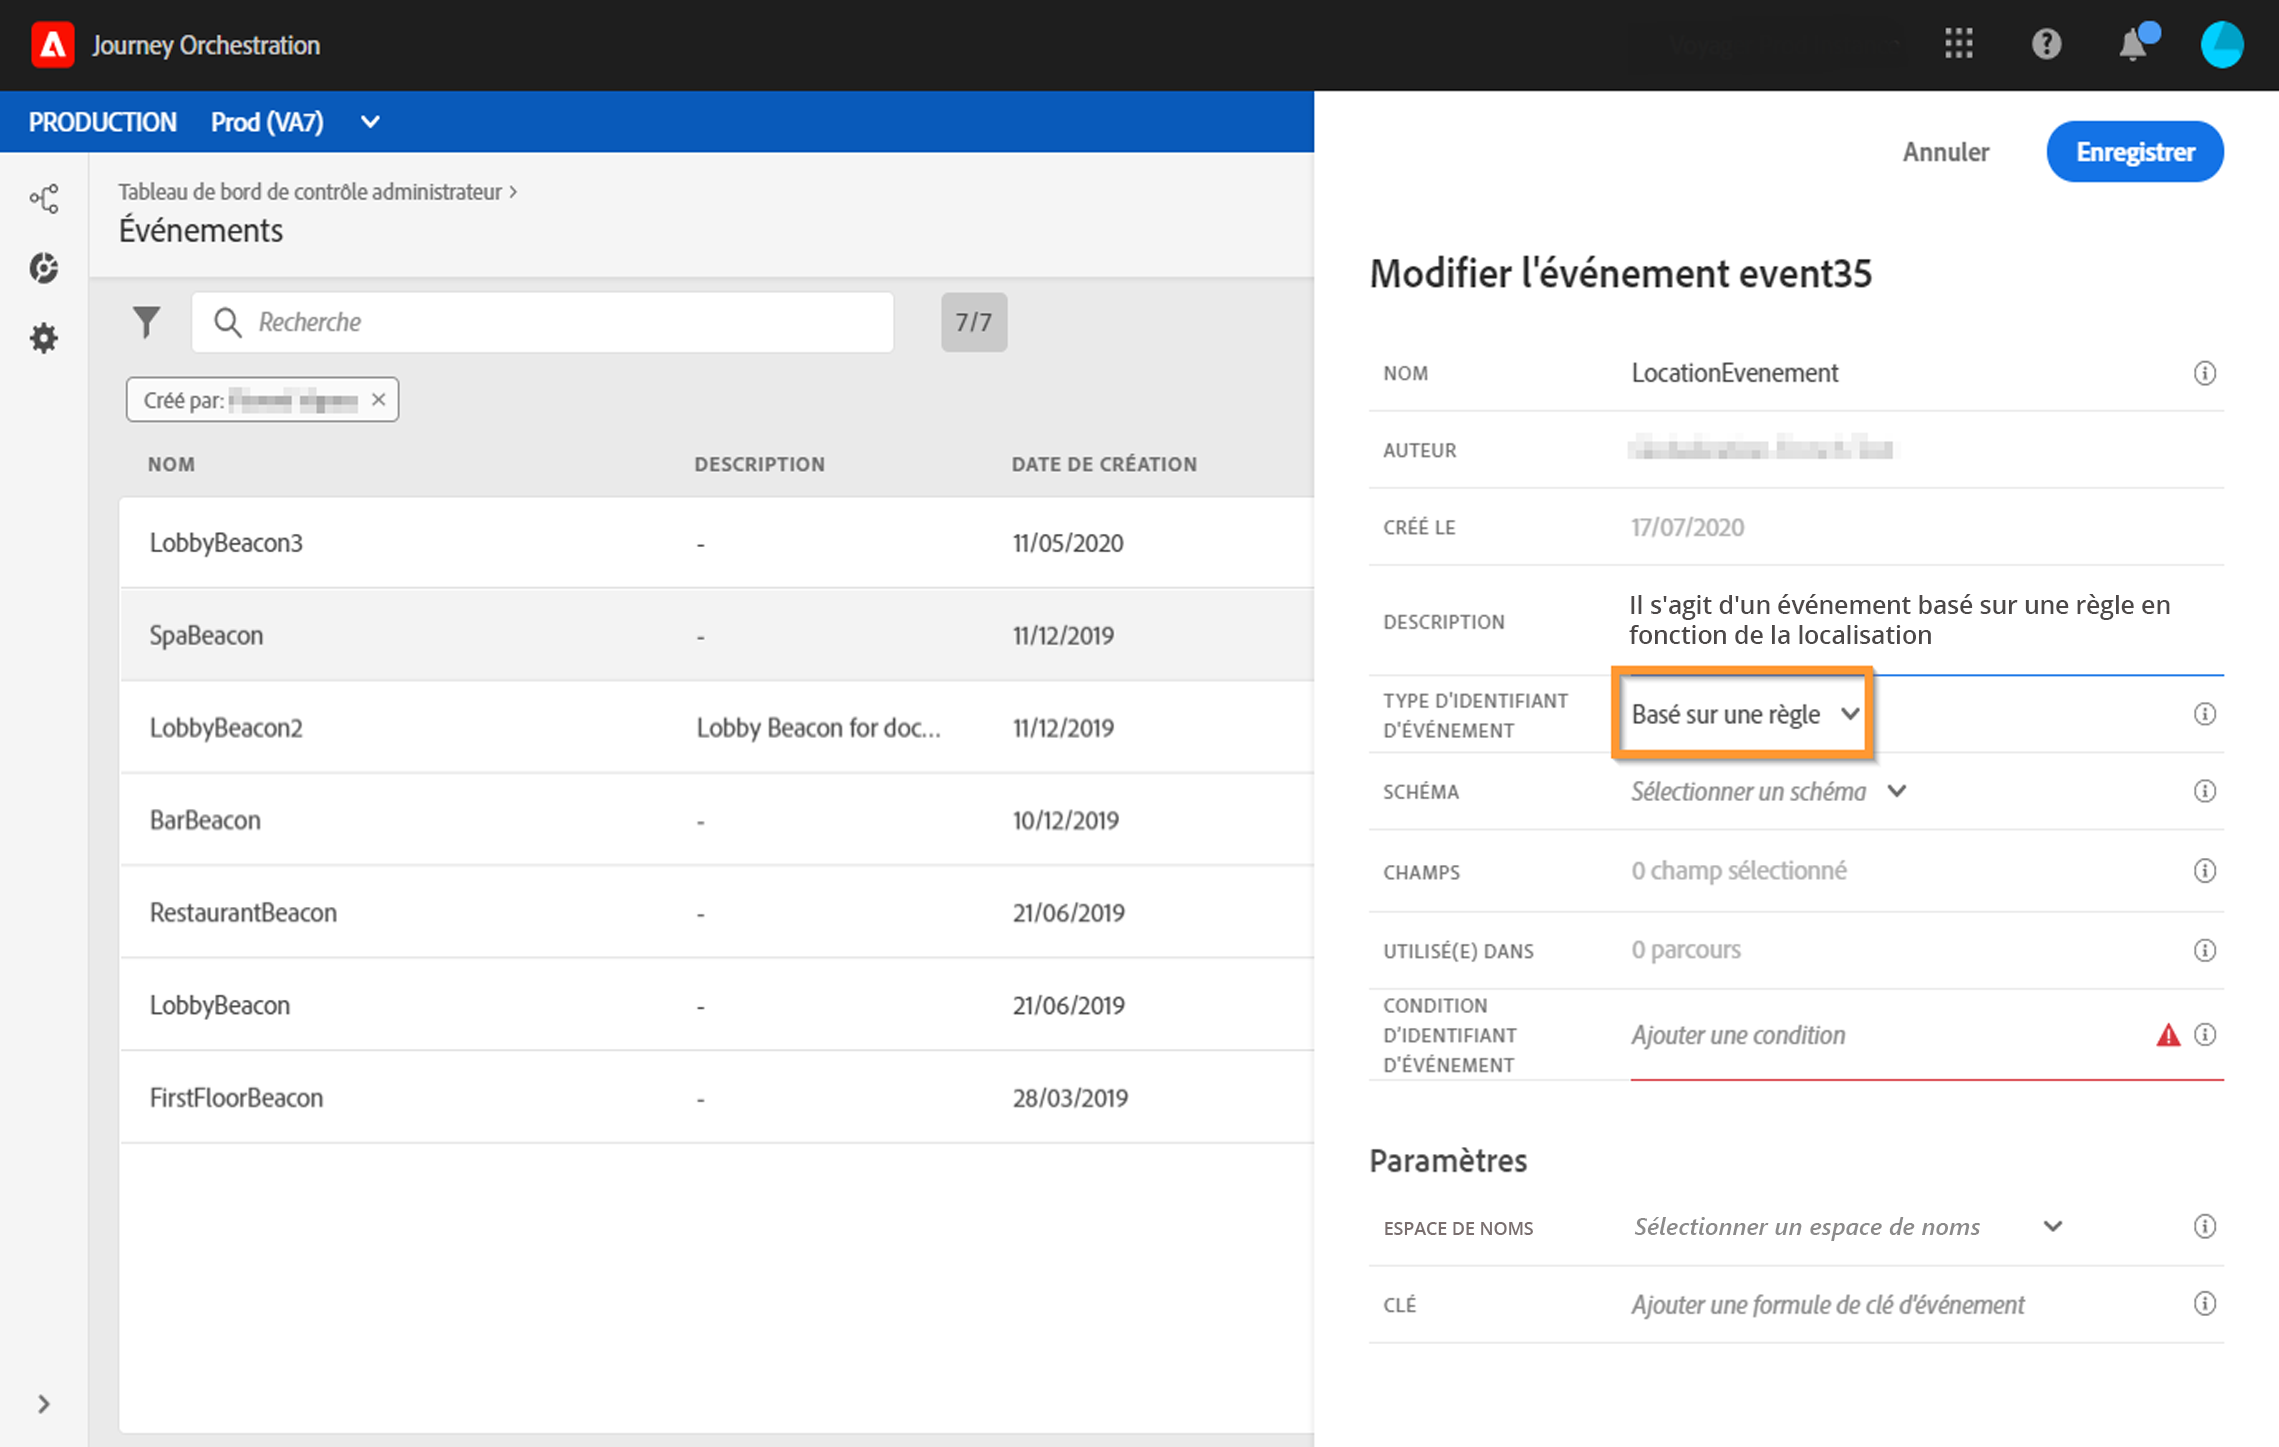 Journey Orchestration
PRODUCTION Prod (VA7)
Annuler
Enregistrer
Tableau de bord de contrôle administrateur >
Événements
Recherche
7/7
Créé par:
NOM DESCRIPTION DATE DE CRÉATION
LobbyBeacon3 - 11/05/2020
SpaBeacon - 11/12/2019
LobbyBeacon2 Lobby Beacon for doc... 11/12/2019
BarBeacon - 10/12/2019
RestaurantBeacon - 21/06/2019
LobbyBeacon - 21/06/2019
FirstFloorBeacon - 28/03/2019
Modifier l'événement event35
NOM LocationEvenement
AUTEUR
CRÉÉ LE 17/07/2020
DESCRIPTION
Il s'agit d'un événement basé sur une règle en
fonction de la localisation
TYPE D'IDENTIFIANT
D'ÉVÉNEMENT
Basé sur une règle
SCHÉMA Sélectionner un schéma
CHAMPS 0 champ sélectionné
UTILISÉ(E) DANS 0 parcours
CONDITION
D'IDENTIFIANT
D'ÉVÉNEMENT
Ajouter une condition
Paramètres
ESPACE DE NOMS Sélectionner un espace de noms
CLÉ Ajouter une formule de clé d'événement